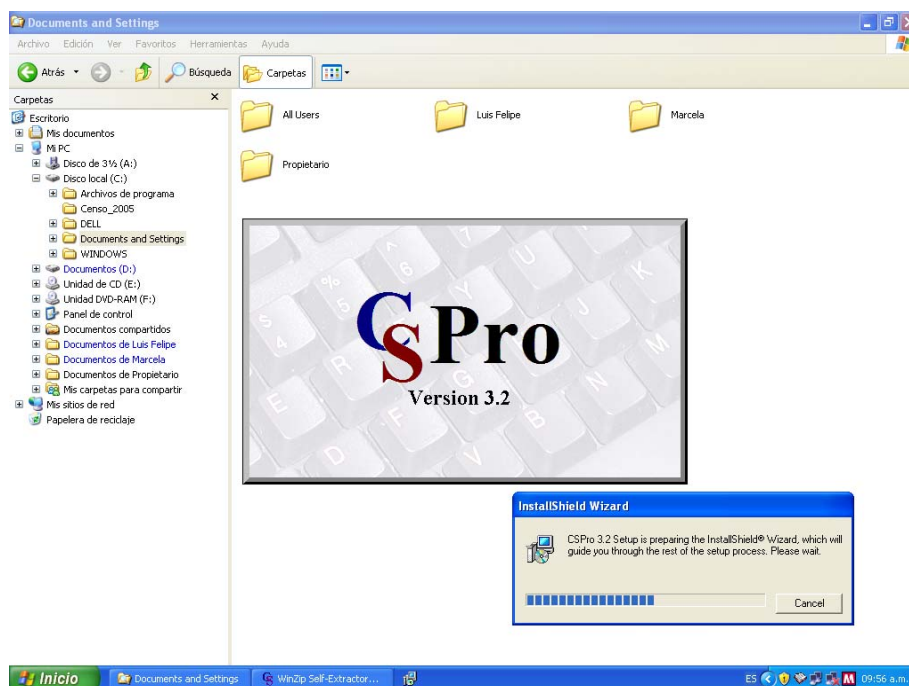 Documents and Settings
Archivo Edición Ver Favoritos Herramientas Ayuda
Atrás Búsqueda Carpetas
Carpetas
Escritorio
Mis documentos
Mi PC
Disco de 3½ (A:)
Disco local (C:)
Archivos de programa
Censo_2005
DELL
Documents and Settings
WINDOWS
Documentos (D:)
Unidad de CD (E:)
Unidad DVD-RAM (F:)
Panel de control
Documentos compartidos
Documentos de Luis Felipe
Documentos de Marcela
Documentos de Propietario
Mis carpetas para compartir
Mis sitios de red
Papelera de reciclaje
All Users
Luis Felipe
Marcela
Propietario
CSPro
Version 3.2
InstallShield Wizard
CSPro 3.2 Setup is preparing the InstallShield® Wizard, which will
guide you through the rest of the setup process. Please wait.
Cancel
Inicio
Documents and Settings
WinZip Self-Extractor...
ES
09:56 a.m.